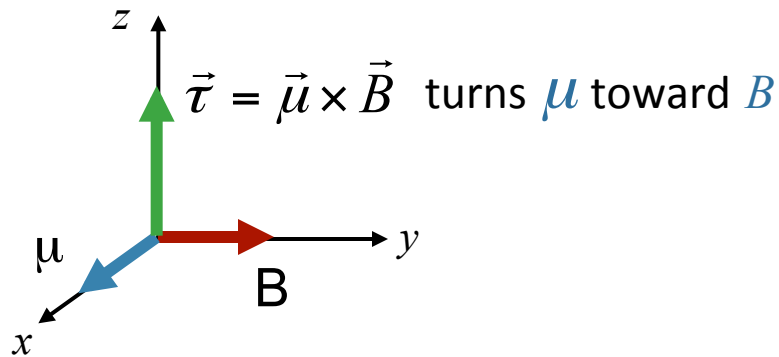 z
τ⃗ = μ⃗ × B⃗ turns μ toward B
μ
y
B
x